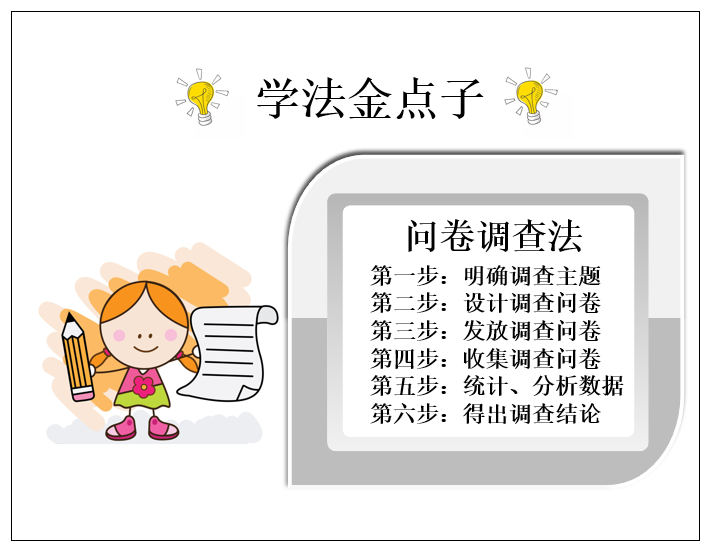 学法金点子
问卷调查法
第一步：明确调查主题
第二步：设计调查问卷
第三步：发放调查问卷
第四步：收集调查问卷
第五步：统计、分析数据
第六步：得出调查结论